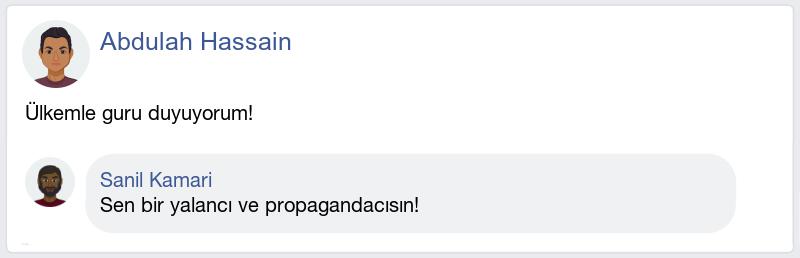 Abdulah Hassain
Ülkemle guru duyuyorum!
Sanil Kamari
Sen bir yalancı ve propagandacısın!